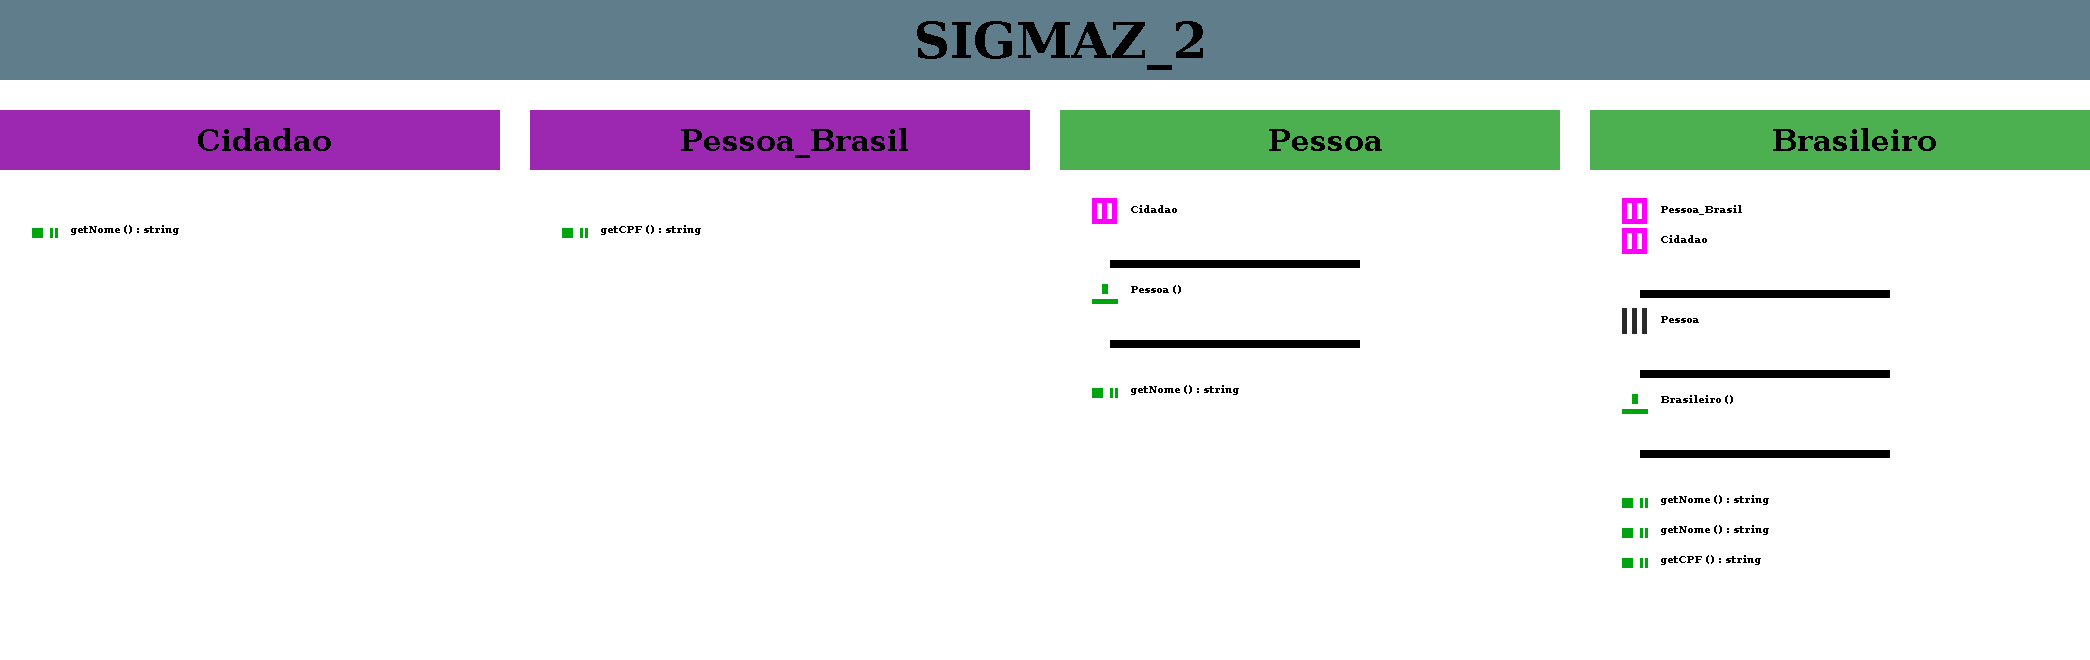 SIGMAZ_2
Cidadao
getNome () : string
Pessoa_Brasil
getCPF () : string
Pessoa
Cidadao
Pessoa ()
getNome () : string
Brasileiro
Pessoa_Brasil
Cidadao
Pessoa
Brasileiro ()
getNome () : string
getNome () : string
getCPF () : string